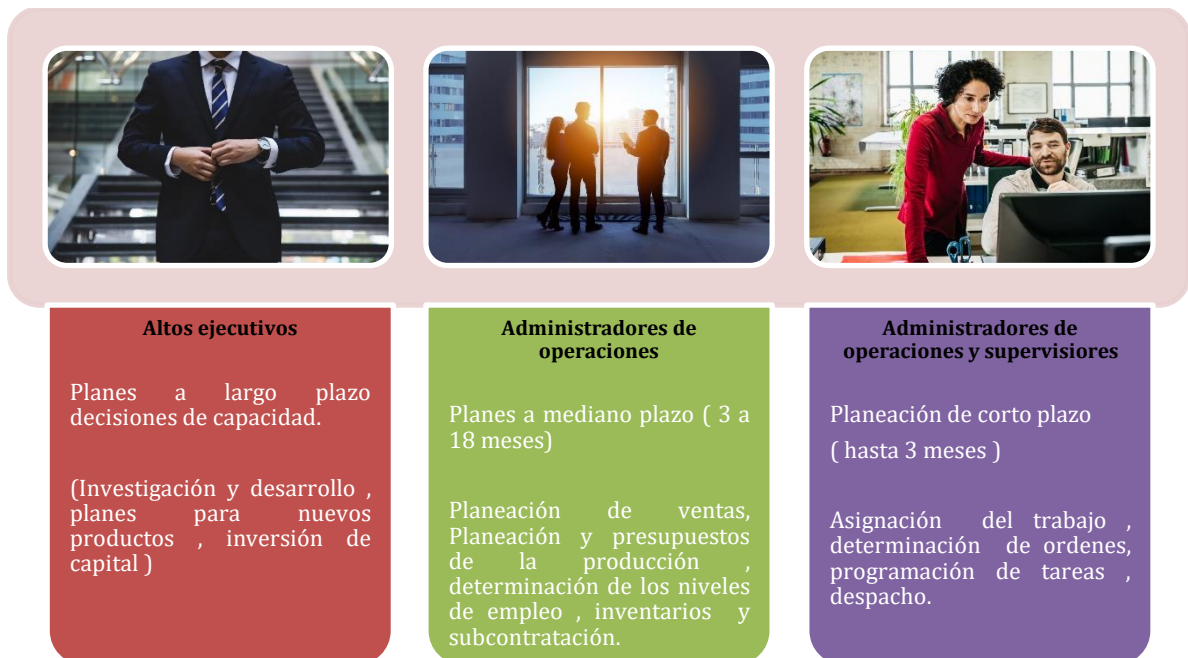 Altos ejecutivos
Planes a largo plazo
decisiones de capacidad.
(Investigación y desarrollo ,
planes para nuevos
productos , inversión de
capital )
Administradores de
operaciones
Planes a mediano plazo ( 3 a
18 meses)
Planeación de ventas,
Planeación y presupuestos
de la producción ,
determinación de los niveles
de empleo , inventarios y
subcontratación.
Administradores de
operaciones y supervisiores
Planeación de corto plazo
( hasta 3 meses )
Asignación del trabajo ,
determinación de ordenes,
programación de tareas ,
despacho.